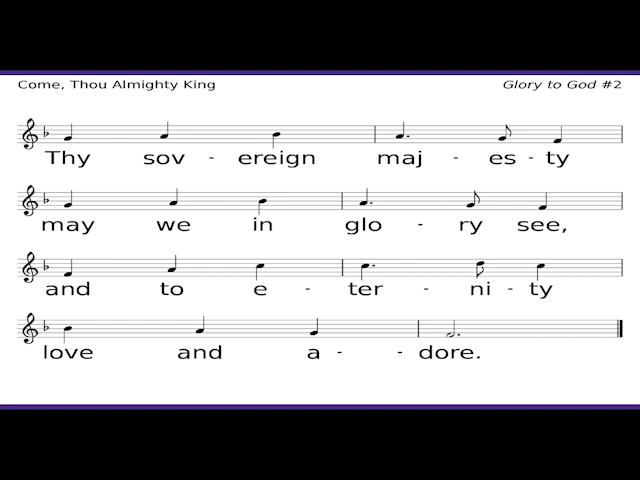 Come, Thou Almighty King Glory to God #2
Thy sov - ereign maj - es - ty
may we in glo - ry see,
and to e - ter - ni - ty
love and a - - dore.